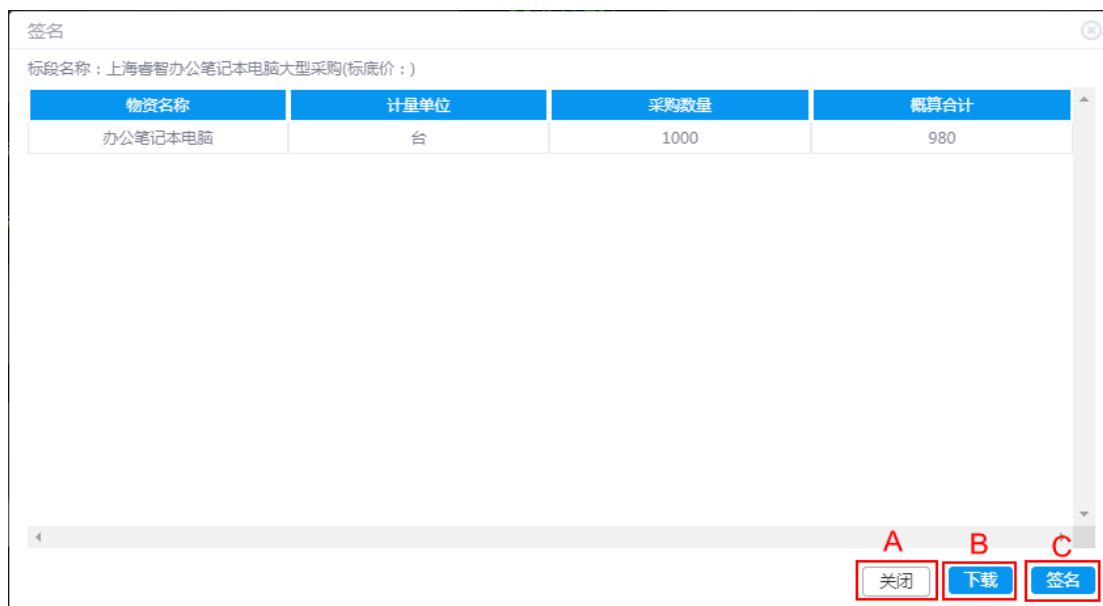 签名
标段名称：上海睿智办公笔记本电脑大型采购(标底价：)
物资名称 计量单位 采购数量 概算合计
办公笔记本电脑 台 1000 980
A B C
关闭 下载 签名